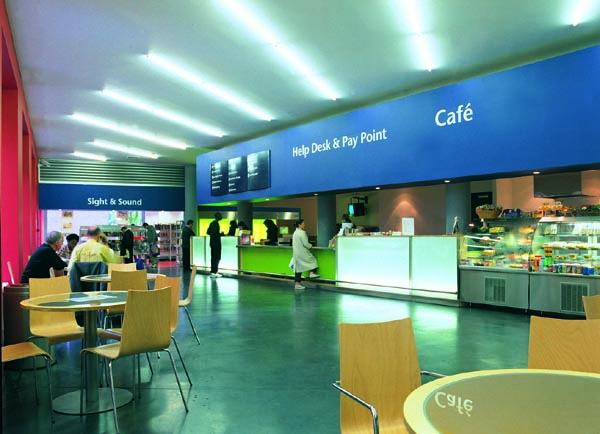 Café
Help Desk & Pay Point
Sight & Sound
Café